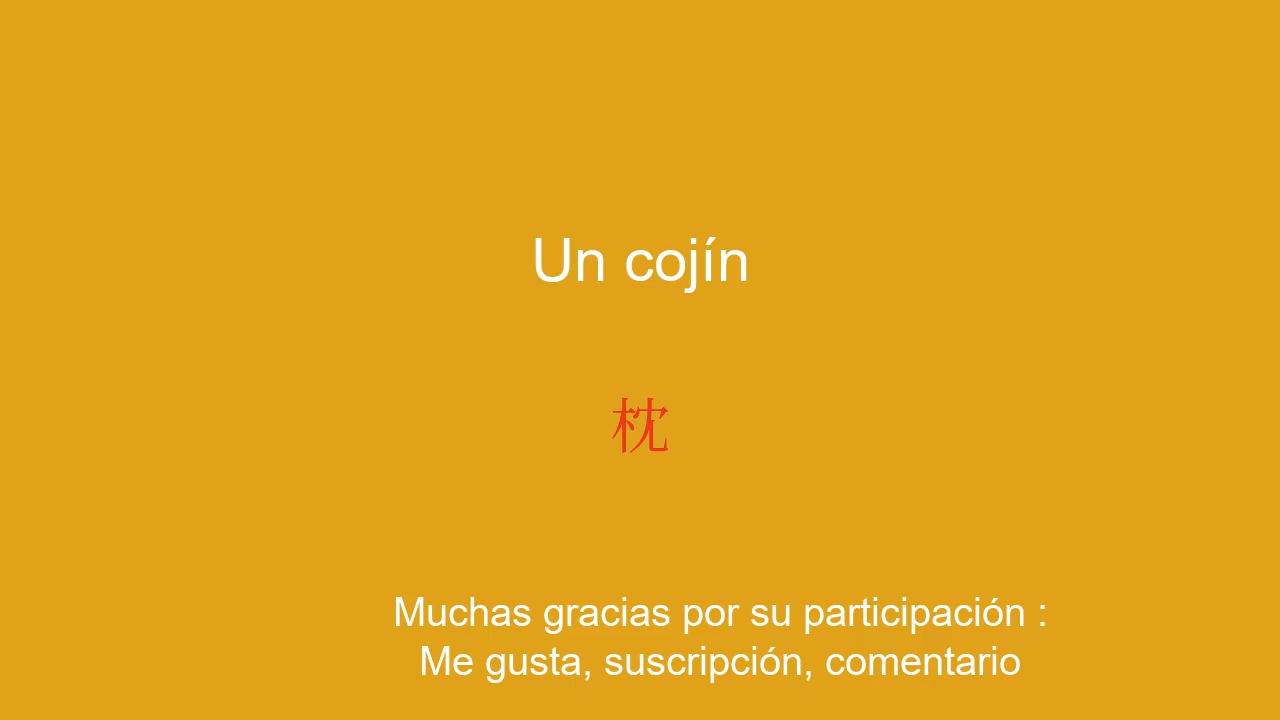 Un cojín
枕
Muchas gracias por su participación :
Me gusta, suscripción, comentario